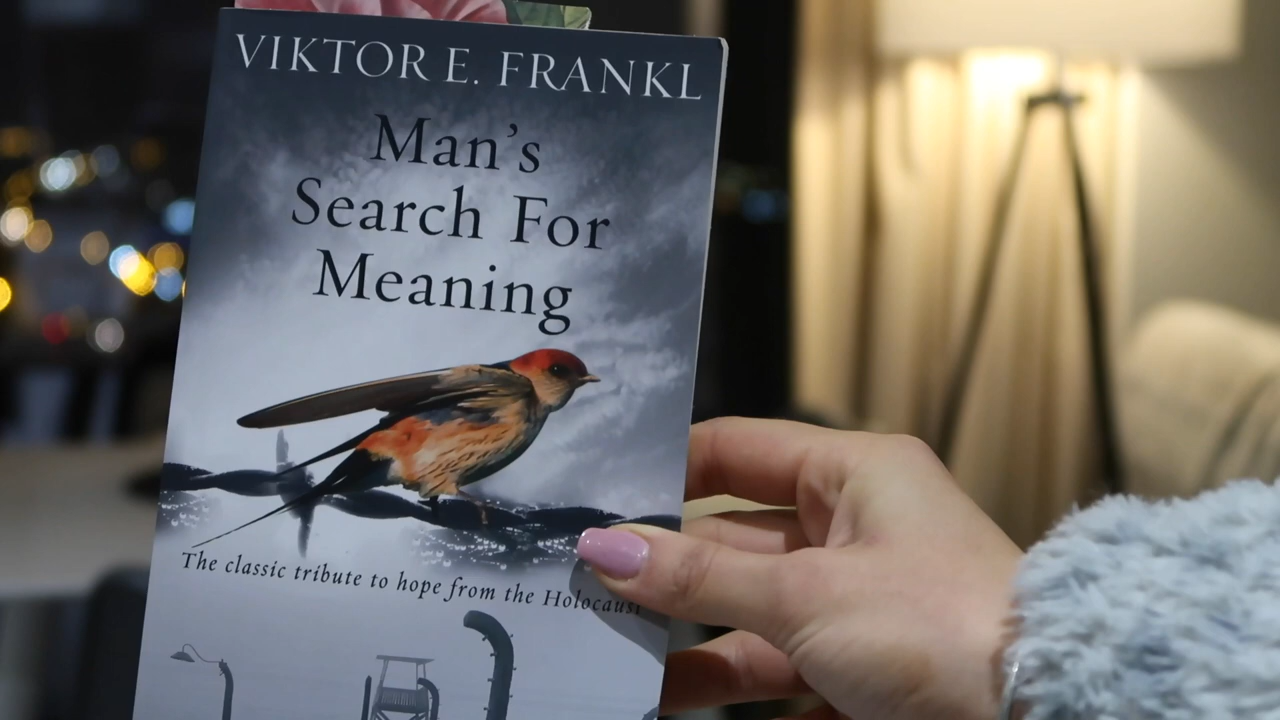 VIKTOR E. FRANKL
Man's
Search For
Meaning
The classic tribute to hope from the Holocaust